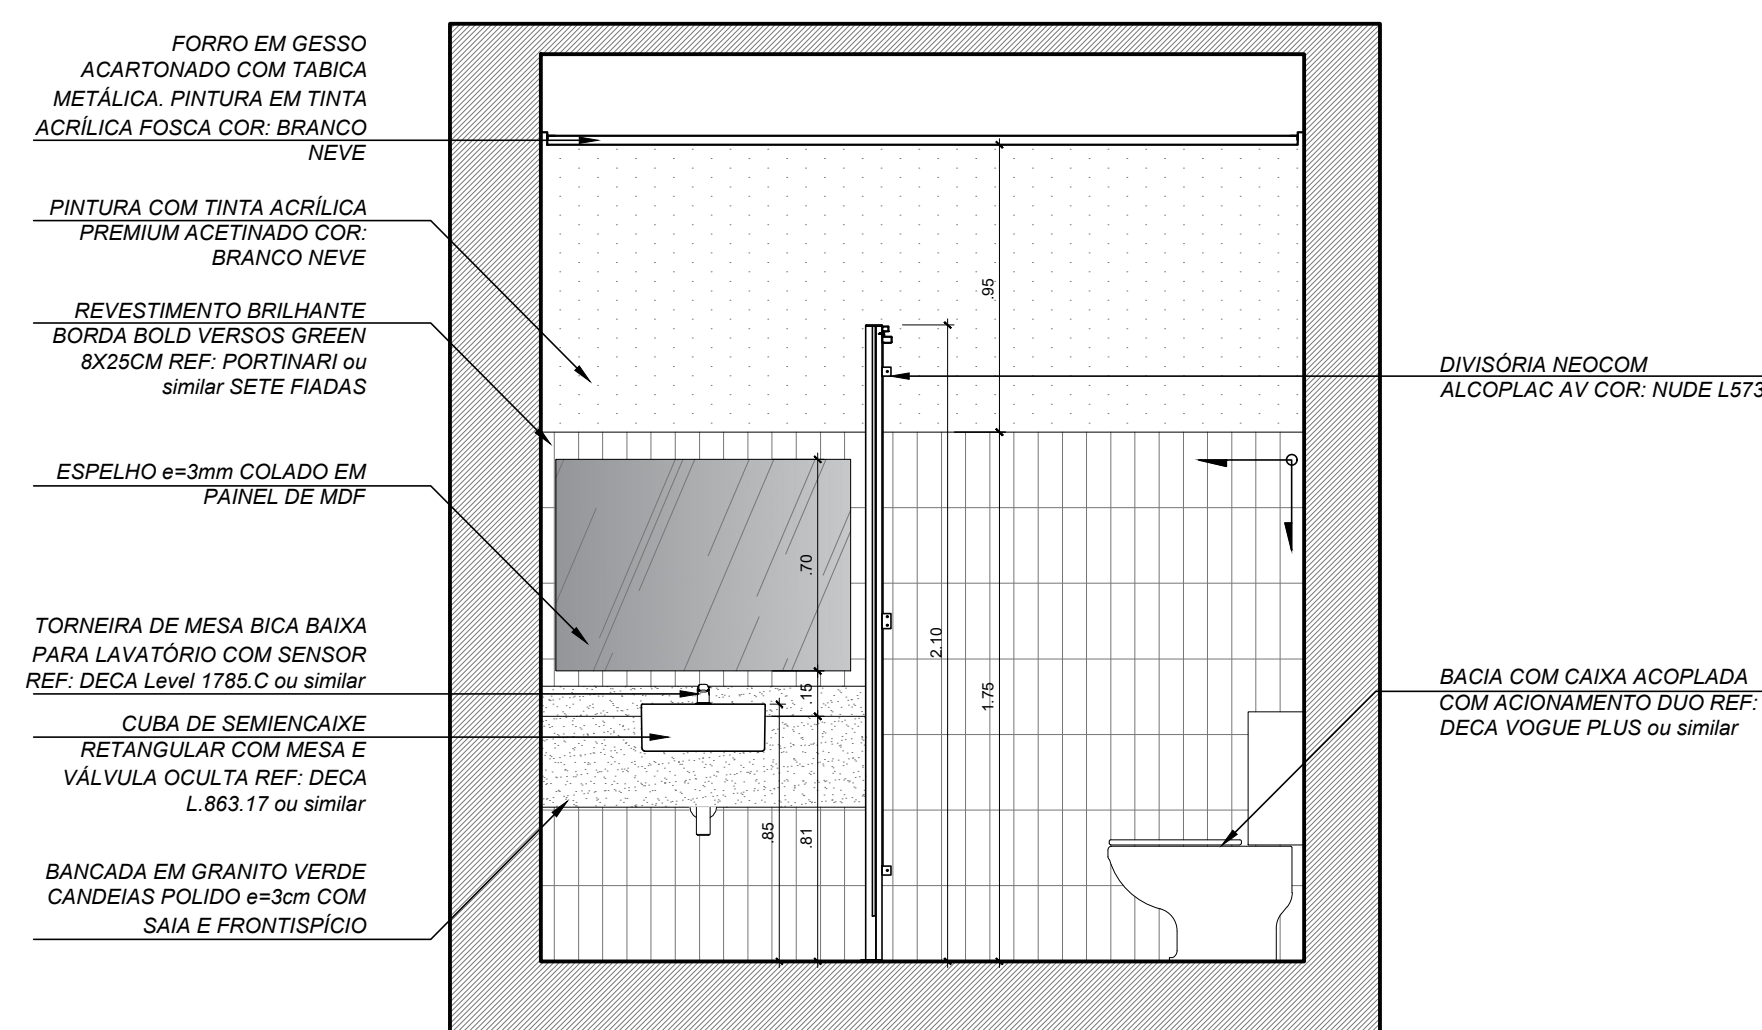 FORRO EM GESSO
ACARTONADO COM TABICA
METÁLICA. PINTURA EM TINTA
ACRÍLICA FOSCA COR: BRANCO
NEVE
PINTURA COM TINTA ACRÍLICA
PREMIUM ACETINADO COR:
BRANCO NEVE
REVESTIMENTO BRILHANTE
BORDA BOLD VERSOS GREEN
8X25CM REF: PORTINARI ou
similar SETE FIADAS
ESPELHO e=3mm COLADO EM
PAINEL DE MDF
TORNEIRA DE MESA BICA BAIXA
PARA LAVATÓRIO COM SENSOR
REF: DECA Level 1785.C ou similar
CUBA DE SEMIENCAIXE
RETANGULAR COM MESA E
VÁLVULA OCULTA REF: DECA
L.863.17 ou similar
BANCADA EM GRANITO VERDE
CANDEIAS POLIDO e=3cm COM
SAIA E FRONTISPÍCIO
.95
.70
2.10
1.75
.15
.85
.81
DIVISÓRIA NEOCOM
ALCOPLAC AV COR: NUDE L573
BACIA COM CAIXA ACOPLADA
COM ACIONAMENTO DUO REF:
DECA VOGUE PLUS ou similar